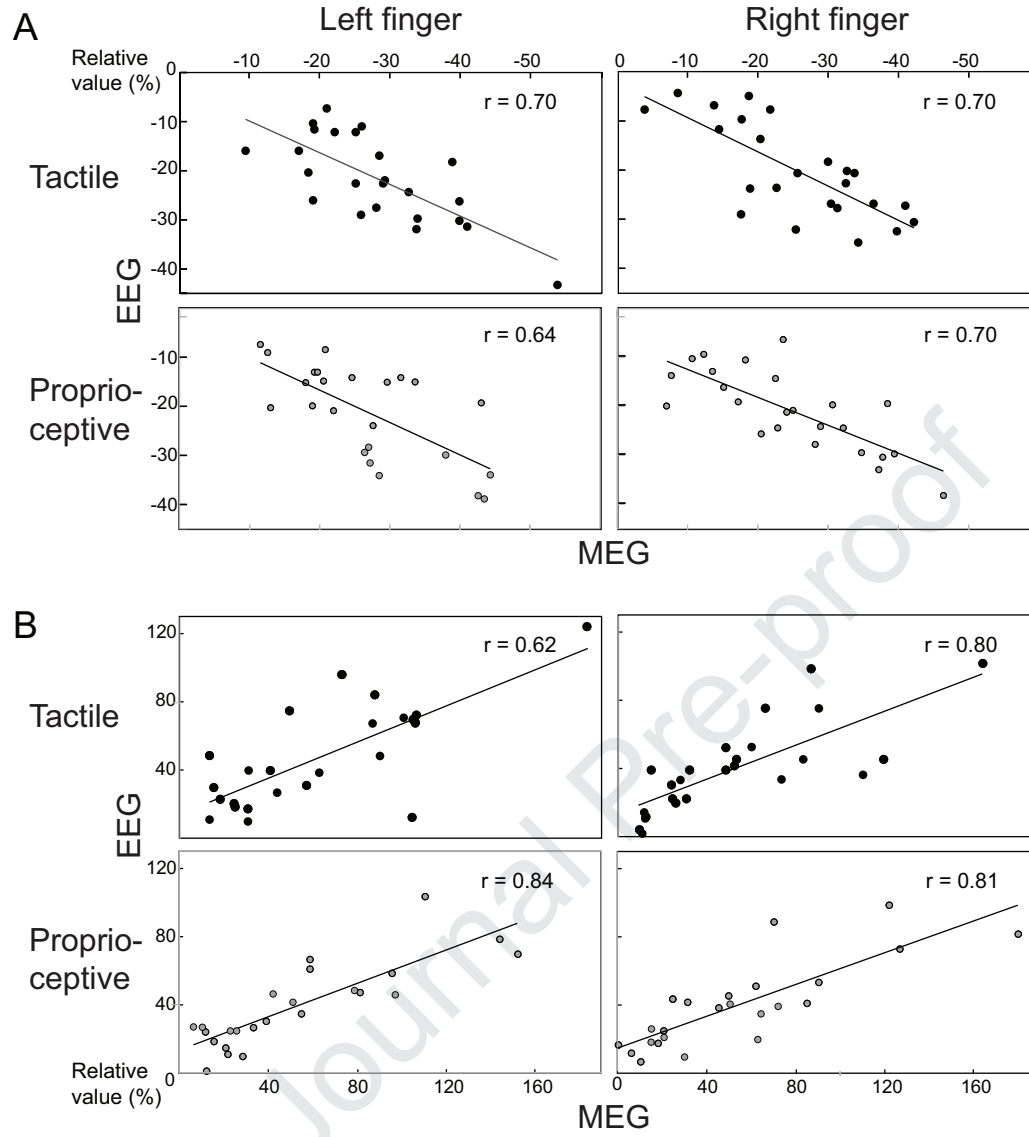 A
Left finger
Right finger
Relative
value (%)
0
-10
-20
-30
-40
-50
0
-10
-20
-30
-40
-50
r = 0.70
r = 0.70
-10
-20
-30
-40
Tactile
EEG
r = 0.64
r = 0.70
-10
-20
-30
-40
Proprio-
ceptive
MEG
B
r = 0.62
r = 0.80
120
80
40
Tactile
EEG
r = 0.84
r = 0.81
120
80
40
0
Proprio-
ceptive
Relative
value (%)
40
80
120
160
0
40
80
120
160
MEG
Journal Pre-proof